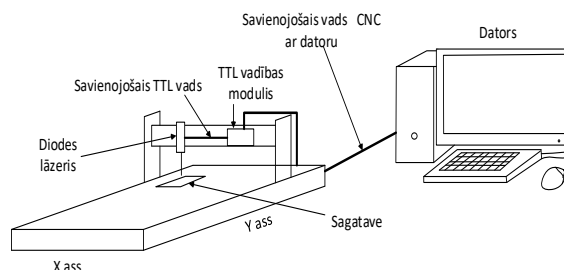 Savienojošais vads CNC
ar datoru
Dators
Savienojošais TTL vads
TTL vadības
modulis
Diodes
lāzeris
Sagatave
Y ass
X ass